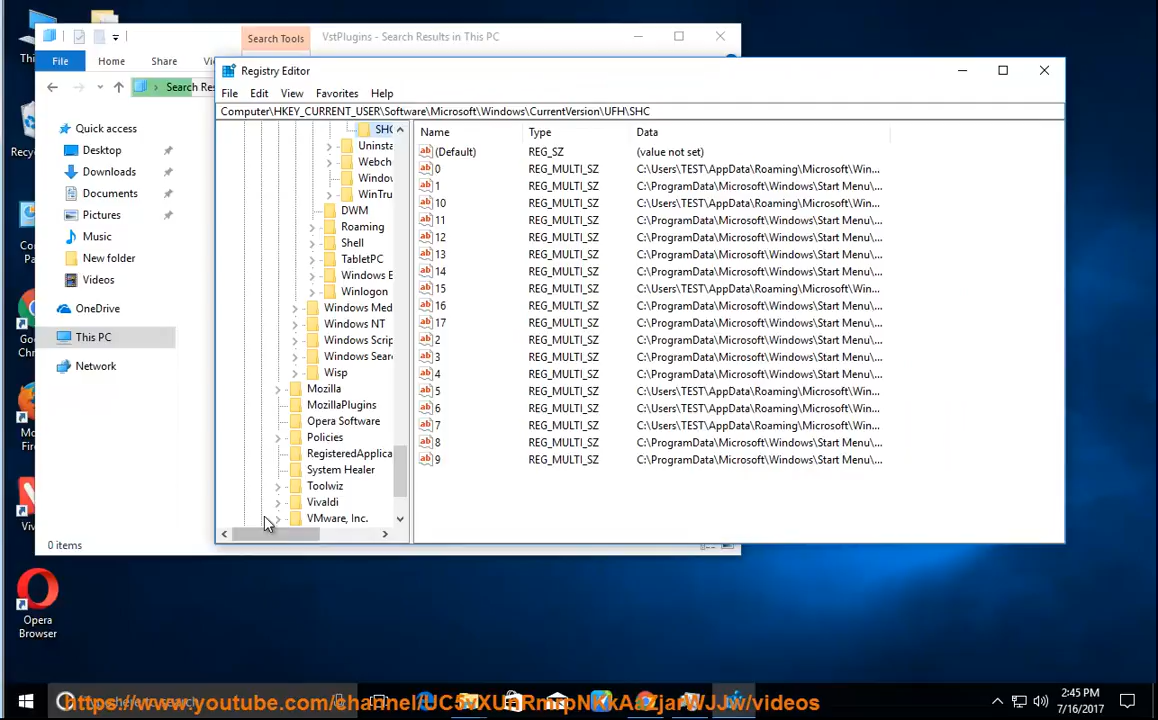 Search Tools
VstPlugins - Search Results in This PC
File
Home
Share
Search Res
Registry Editor
File Edit View Favorites Help
Computer\HKEY_CURRENT_USER\Software\Microsoft\Windows\CurrentVersion\UFH\SHC
Quick access
Desktop
Downloads
Documents
Pictures
Music
New folder
Videos
OneDrive
This PC
Network
0 items
SHC
Uninsta
Webch
Windov
WinTru
DWM
Roaming
Shell
TabletPC
Windows E
Winlogon
Windows Med
Windows NT
Windows Scrip
Windows Sear
Wisp
Mozilla
MozillaPlugins
Opera Software
Policies
RegisteredApplica
System Healer
Toolwiz
Vivaldi
VMware, Inc.
Name Type Data
(Default) REG_SZ (value not set)
0 REG_MULTI_SZ C:\Users\TEST\AppData\Roaming\Microsoft\Win...
1 REG_MULTI_SZ C:\ProgramData\Microsoft\Windows\Start Menu\...
10 REG_MULTI_SZ C:\Users\TEST\AppData\Roaming\Microsoft\Win...
11 REG_MULTI_SZ C:\ProgramData\Microsoft\Windows\Start Menu\...
12 REG_MULTI_SZ C:\ProgramData\Microsoft\Windows\Start Menu\...
13 REG_MULTI_SZ C:\ProgramData\Microsoft\Windows\Start Menu\...
14 REG_MULTI_SZ C:\ProgramData\Microsoft\Windows\Start Menu\...
15 REG_MULTI_SZ C:\Users\TEST\AppData\Roaming\Microsoft\Win...
16 REG_MULTI_SZ C:\ProgramData\Microsoft\Windows\Start Menu\...
17 REG_MULTI_SZ C:\ProgramData\Microsoft\Windows\Start Menu\...
2 REG_MULTI_SZ C:\ProgramData\Microsoft\Windows\Start Menu\...
3 REG_MULTI_SZ C:\ProgramData\Microsoft\Windows\Start Menu\...
4 REG_MULTI_SZ C:\ProgramData\Microsoft\Windows\Start Menu\...
5 REG_MULTI_SZ C:\Users\TEST\AppData\Roaming\Microsoft\Win...
6 REG_MULTI_SZ C:\Users\TEST\AppData\Roaming\Microsoft\Win...
7 REG_MULTI_SZ C:\Users\TEST\AppData\Roaming\Microsoft\Win...
8 REG_MULTI_SZ C:\ProgramData\Microsoft\Windows\Start Menu\...
9 REG_MULTI_SZ C:\ProgramData\Microsoft\Windows\Start Menu\...
Opera
Browser
2:45 PM
7/16/2017